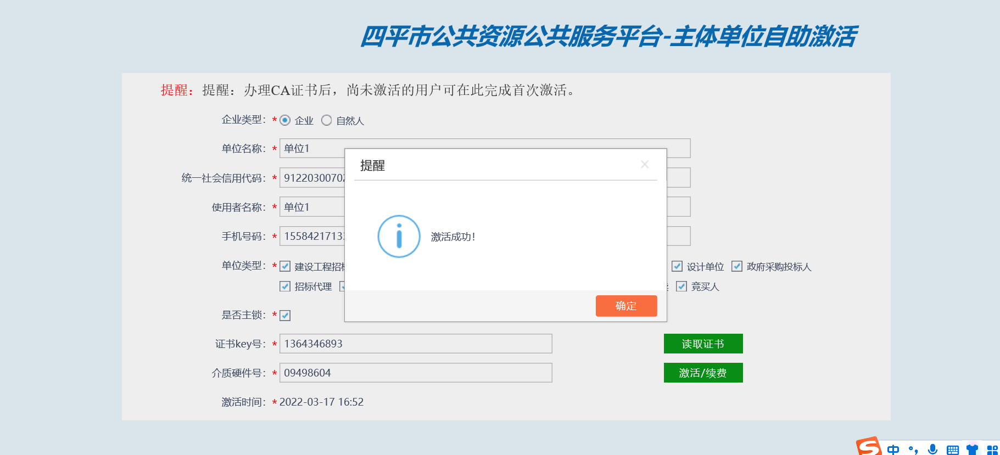 四平市公共资源公共服务平台-主体单位自助激活
提醒：提醒：办理CA证书后，尚未激活的用户可在此完成首次激活。
企业类型：*企业 自然人
单位名称：*单位1
提醒
统一社会信用代码：*9122030070
使用者名称：*单位1
手机号码：*1558421713
激活成功！
单位类型：*建设工程招 设计单位 政府采购投标人
招标代理 竞买人
确定
是否主锁：*
证书key号：*1364346893 读取证书
介质硬件号：*09498604 激活/续费
激活时间：*2022-03-17 16:52
中